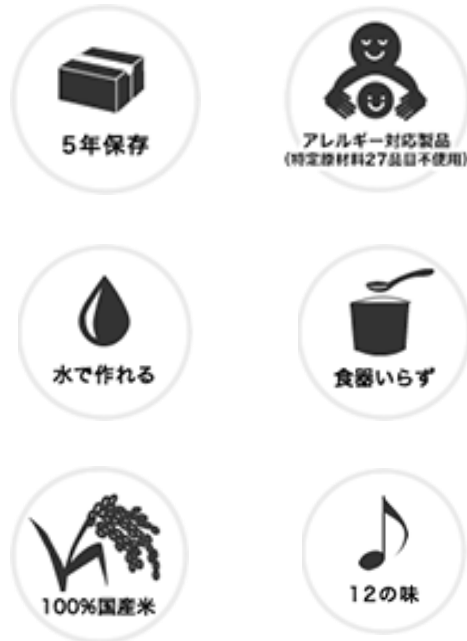 5年保存
アレルギー対応製品
(特定原材料27品目不使用)
水で作れる
食器いらず
100%国産米
12の味